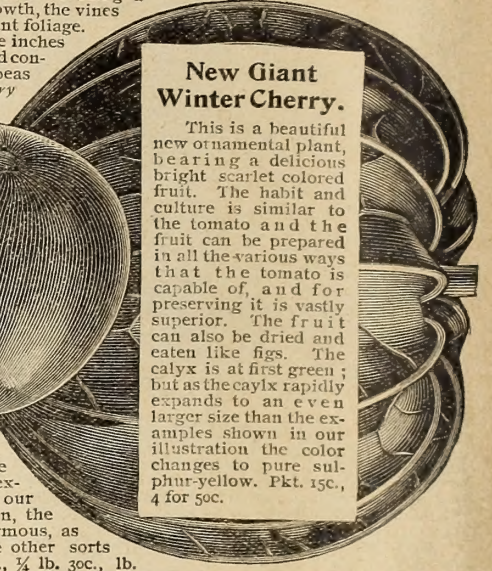 owth, the vines
nt foliage.
e inches
d con-
peas
ry
New Giant
Winter Cherry.
This is a beautiful
new ornamental plant,
bearing a delicious
bright scarlet colored
fruit. The habit and
culture is similar to
the tomato and the
fruit can be prepared
in all the various ways
that the tomato is
capable of, and for
preserving it is vastly
superior. The fruit
can also be dried and
eaten like figs. The
calyx is at first green ;
but as the caylx rapidly
expands to an even
larger size than the ex-
amples shown in our
illustration the color
changes to pure sul-
phur-yellow. Pkt. 15c.,
4 for 50c.
e
ex-
our
n, the
rmous, as
e other sorts
., ¼ lb. 30c., lb.